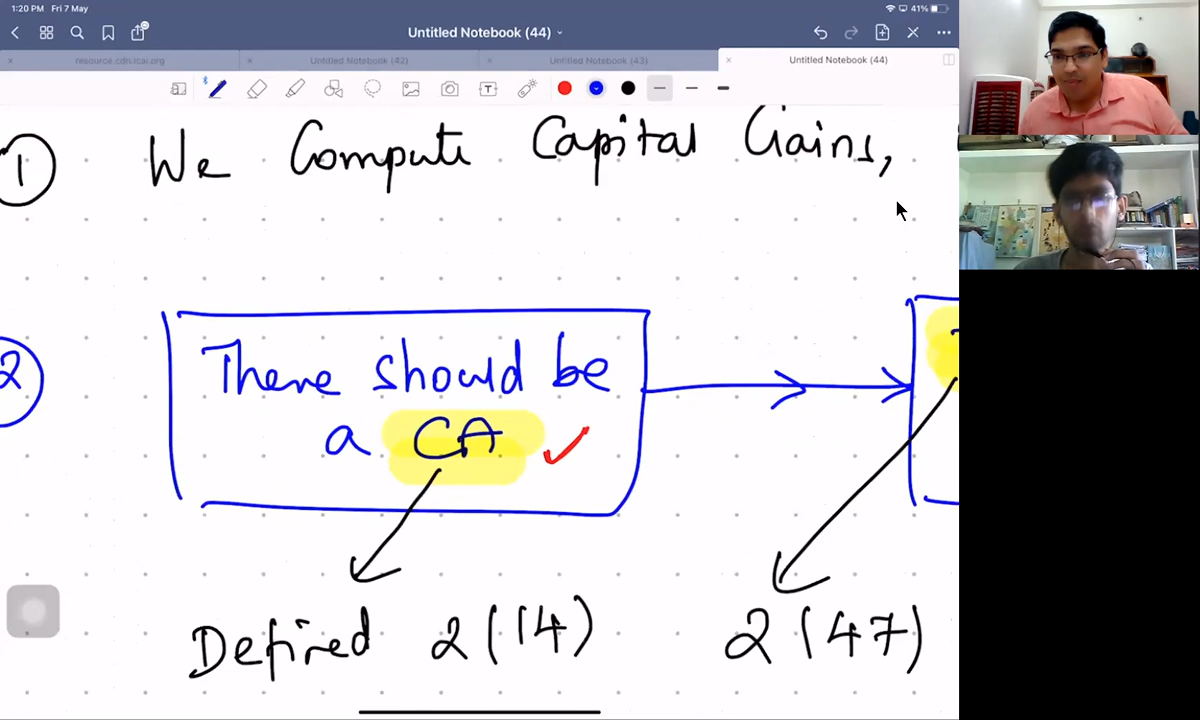 1:20 PM Fri 7 May
41%
Untitled Notebook (44)
resource.cdn.icai.org
Untitled Notebook (42)
Untitled Notebook (43)
Untitled Notebook (44)
1 We Compute Capital Gains,
2 There should be
a CA
Defined 2(14)
2(47)